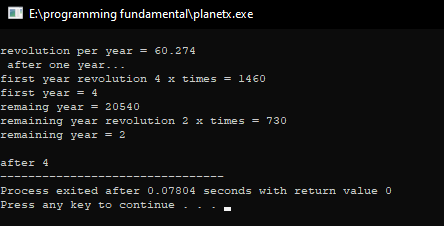 E:\programming fundamental\planetx.exe
revolution per year = 60.274
after one year...
first year revolution 4 x times = 1460
first year = 4
remaing year = 20540
remaining year revolution 2 x times = 730
remaining year = 2
after 4
--------------------------------
Process exited after 0.07804 seconds with return value 0
Press any key to continue . . .